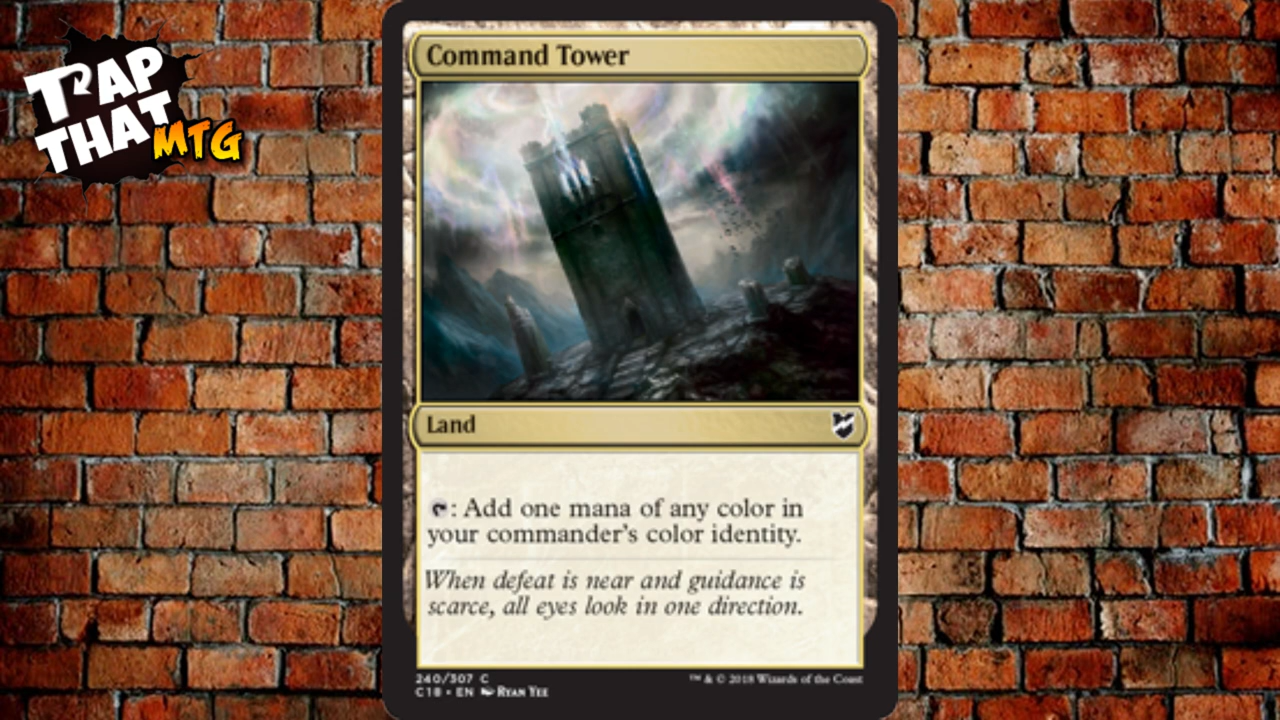 TRAP
THAT
MTG
Command Tower
Land
: Add one mana of any color in
your commander's color identity.
When defeat is near and guidance is
scarce, all eyes look in one direction.
240/307 C
C18 • EN Ryan Yee
™ & © 2018 Wizards of the Coast